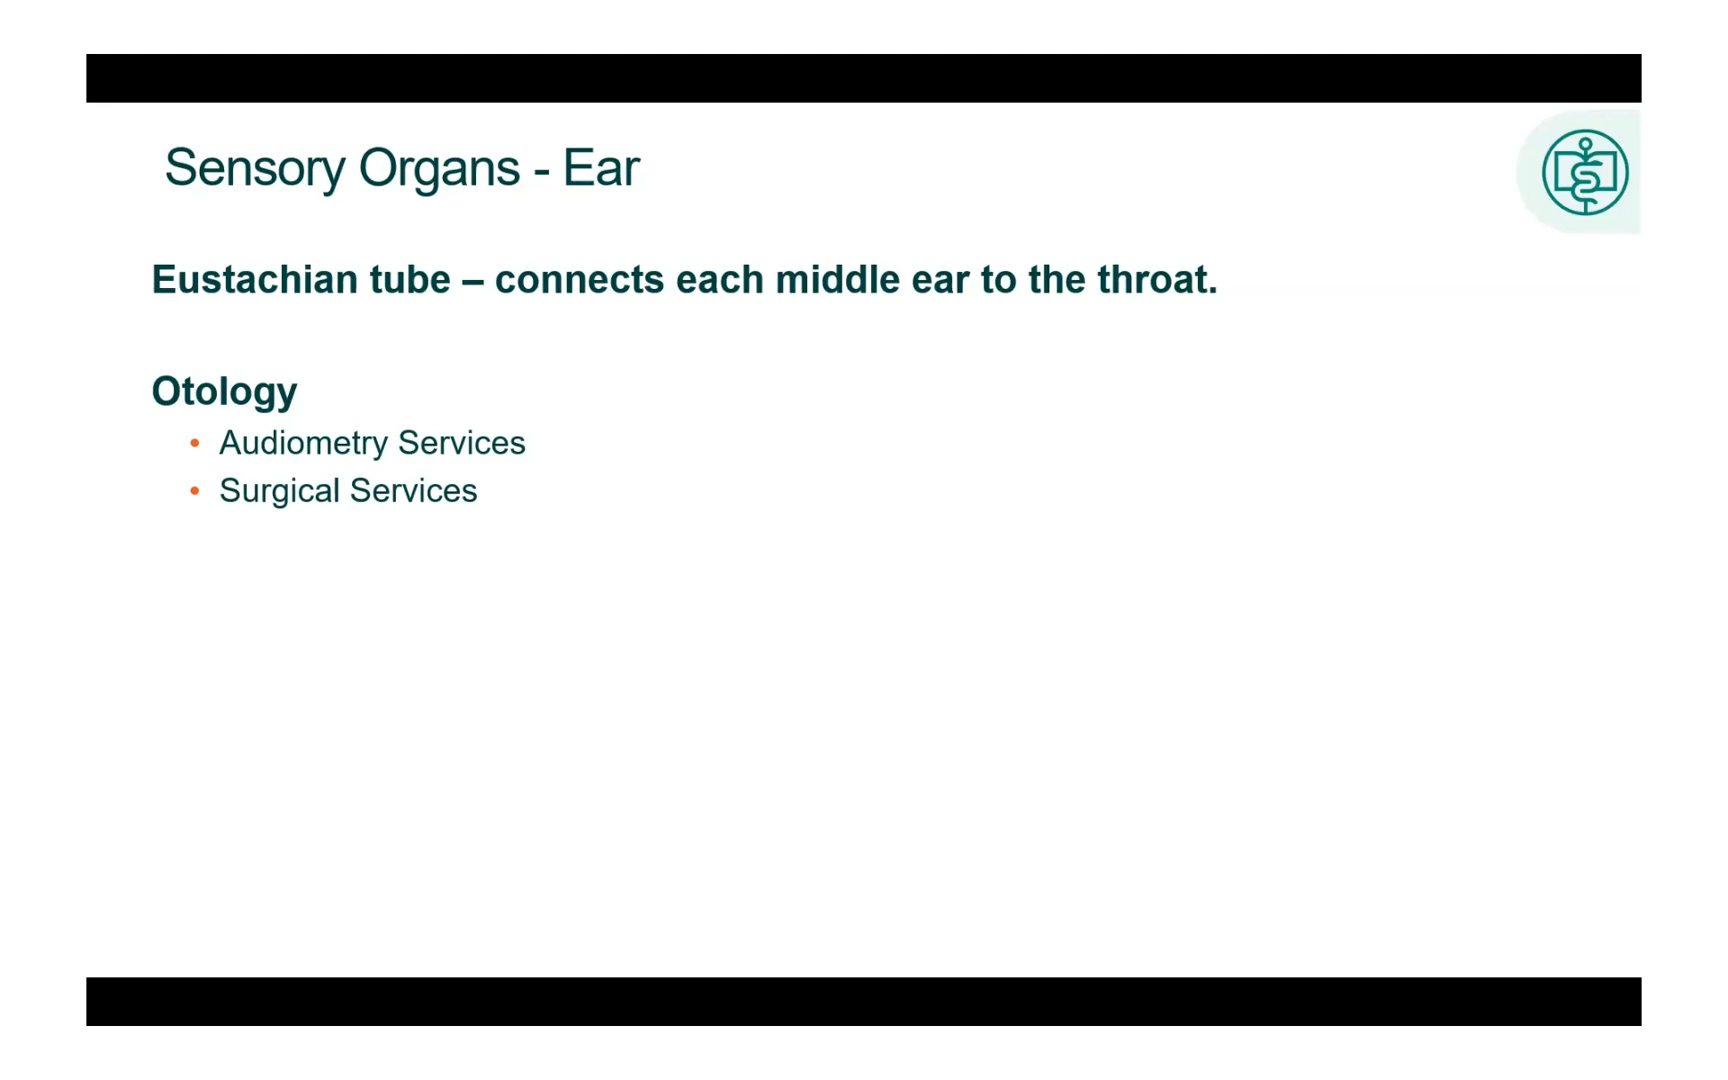 Sensory Organs - Ear
Eustachian tube – connects each middle ear to the throat.
Otology
• Audiometry Services
• Surgical Services